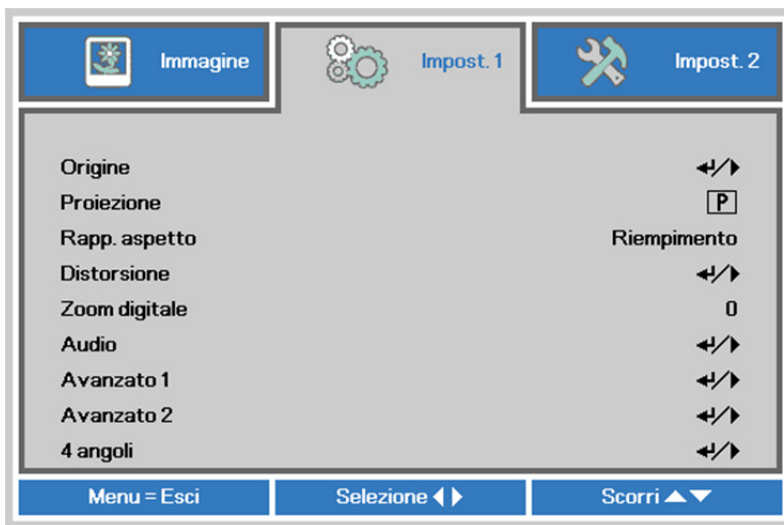 Immagine Impost. 1 Impost. 2
Origine
Proiezione P
Rapp. aspetto Riempimento
Distorsione
Zoom digitale 0
Audio
Avanzato 1
Avanzato 2
4 angoli
Menu = Esci Selezione Scorri